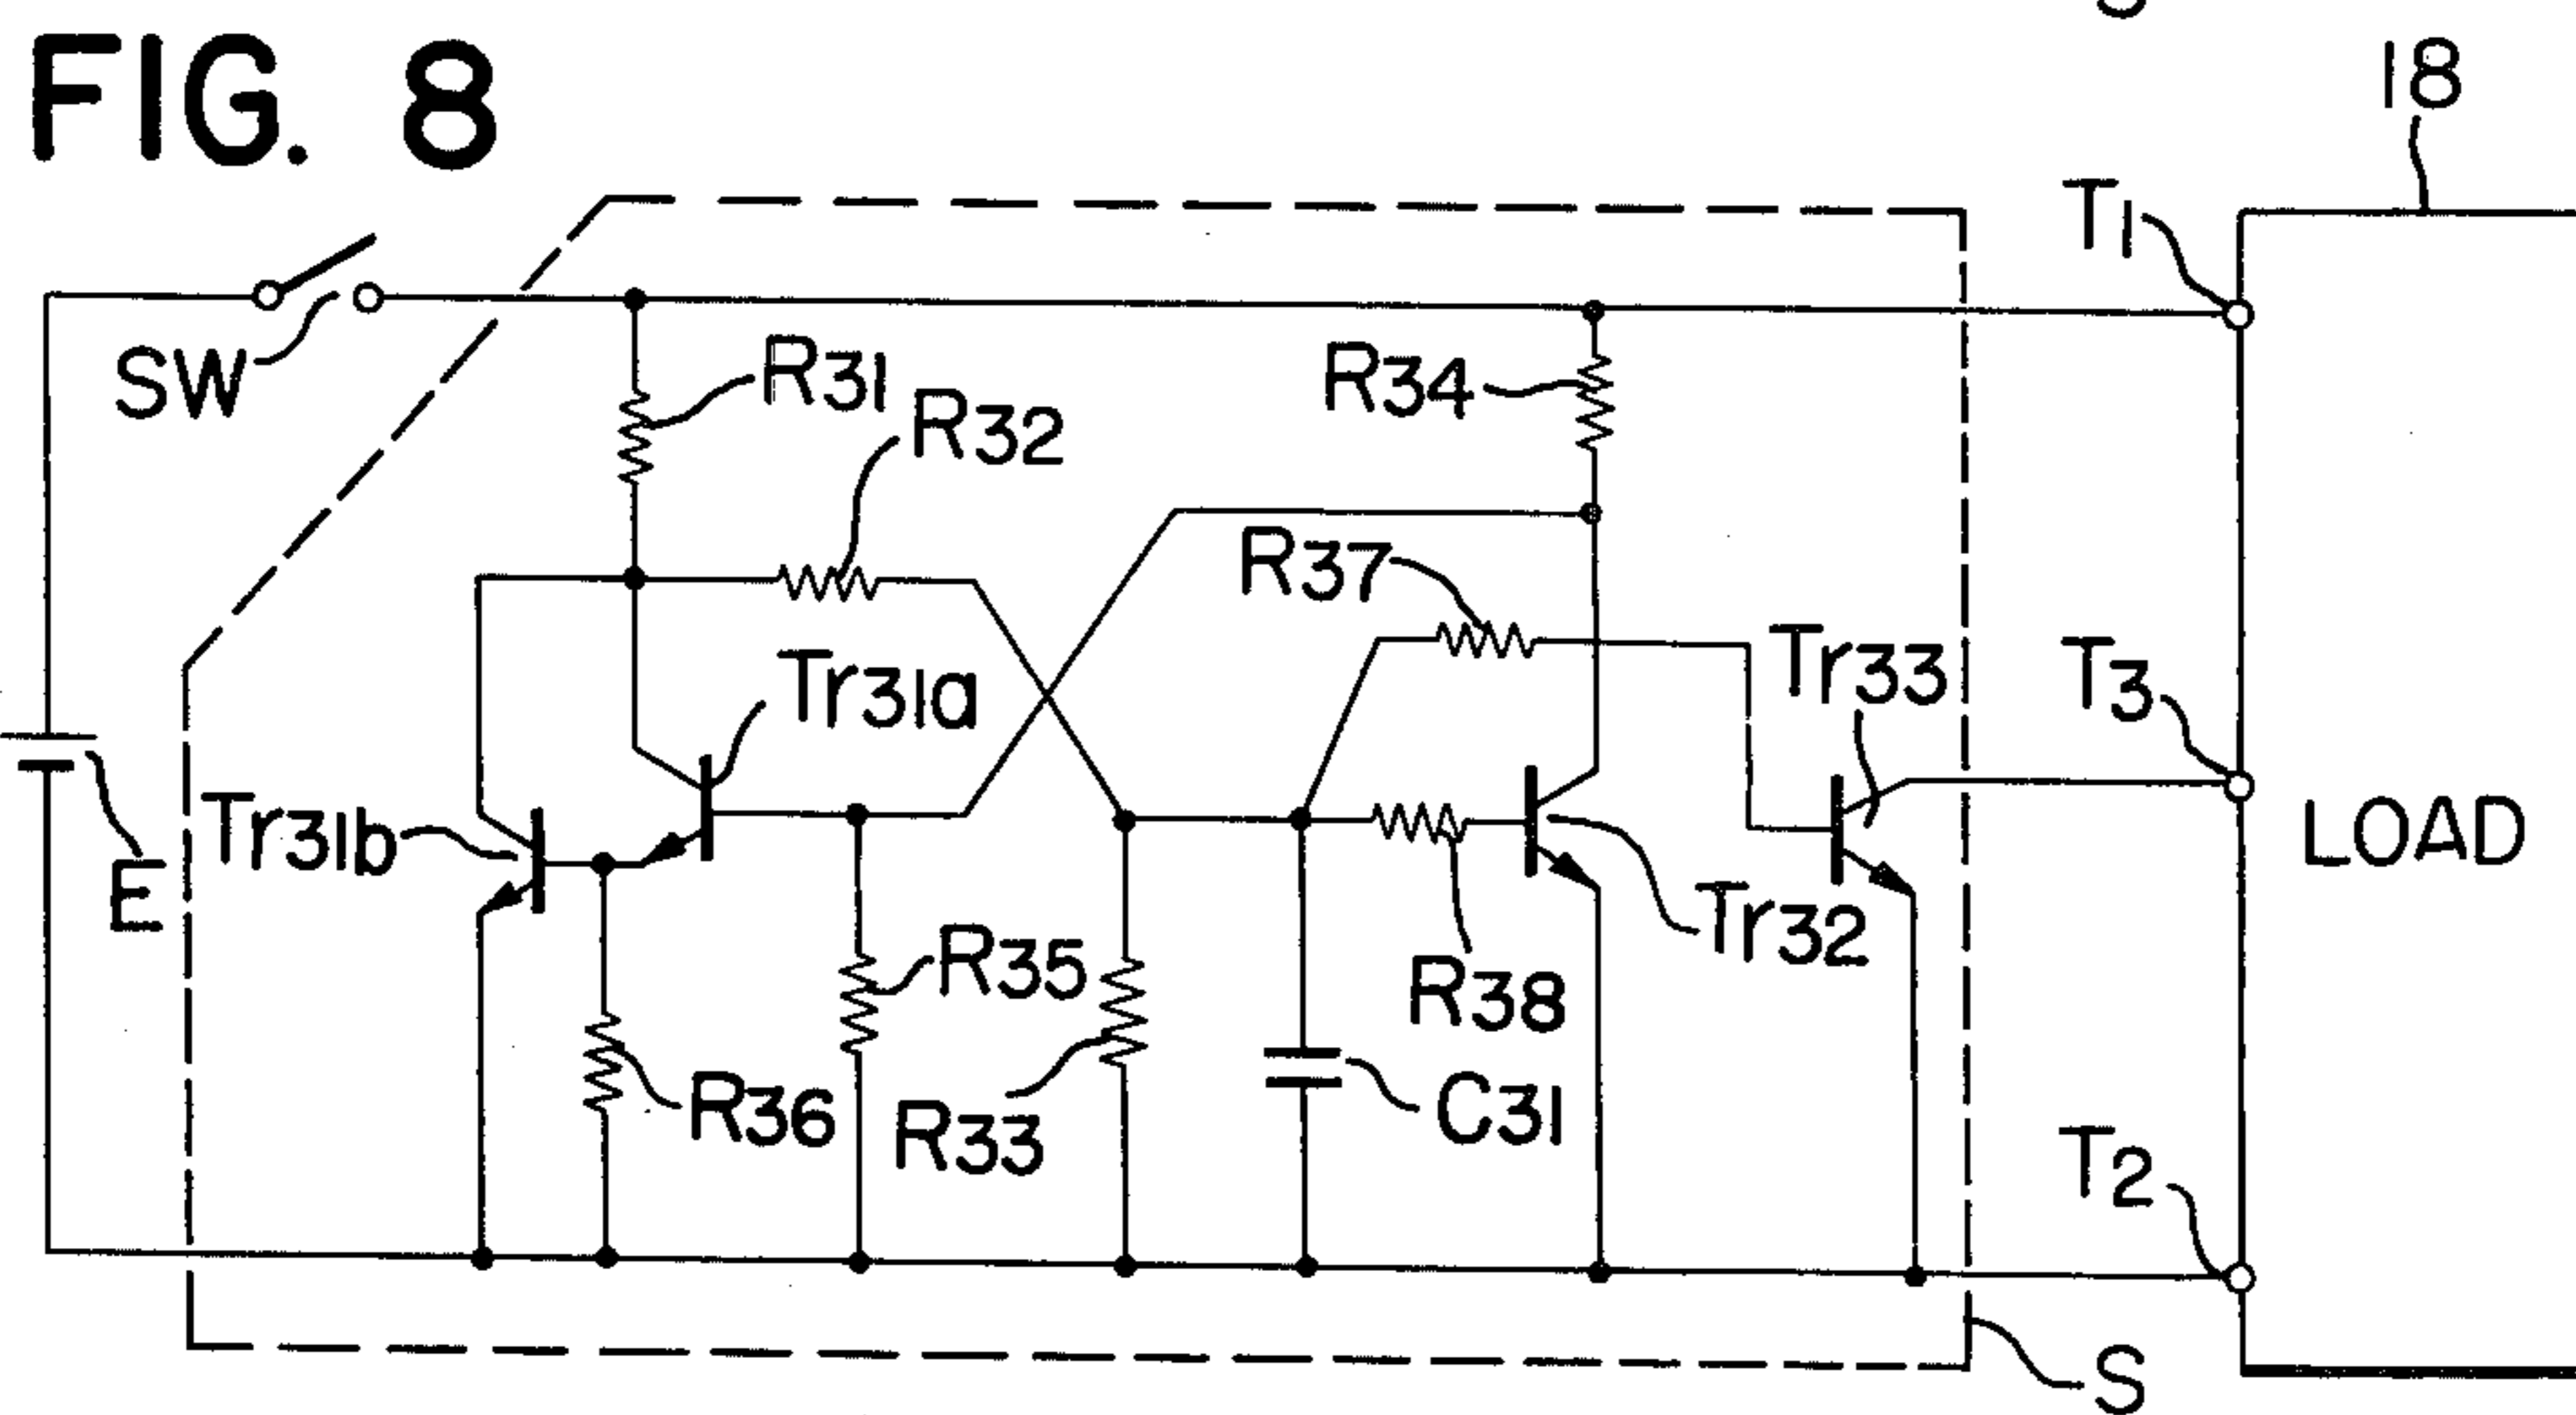 FIG. 8
18
T1
SW
R31
R34
R32
R37
Tr31a
Tr33
T3
Tr31b
E
LOAD
Tr32
R35
R38
R36
R33
C31
T2
S